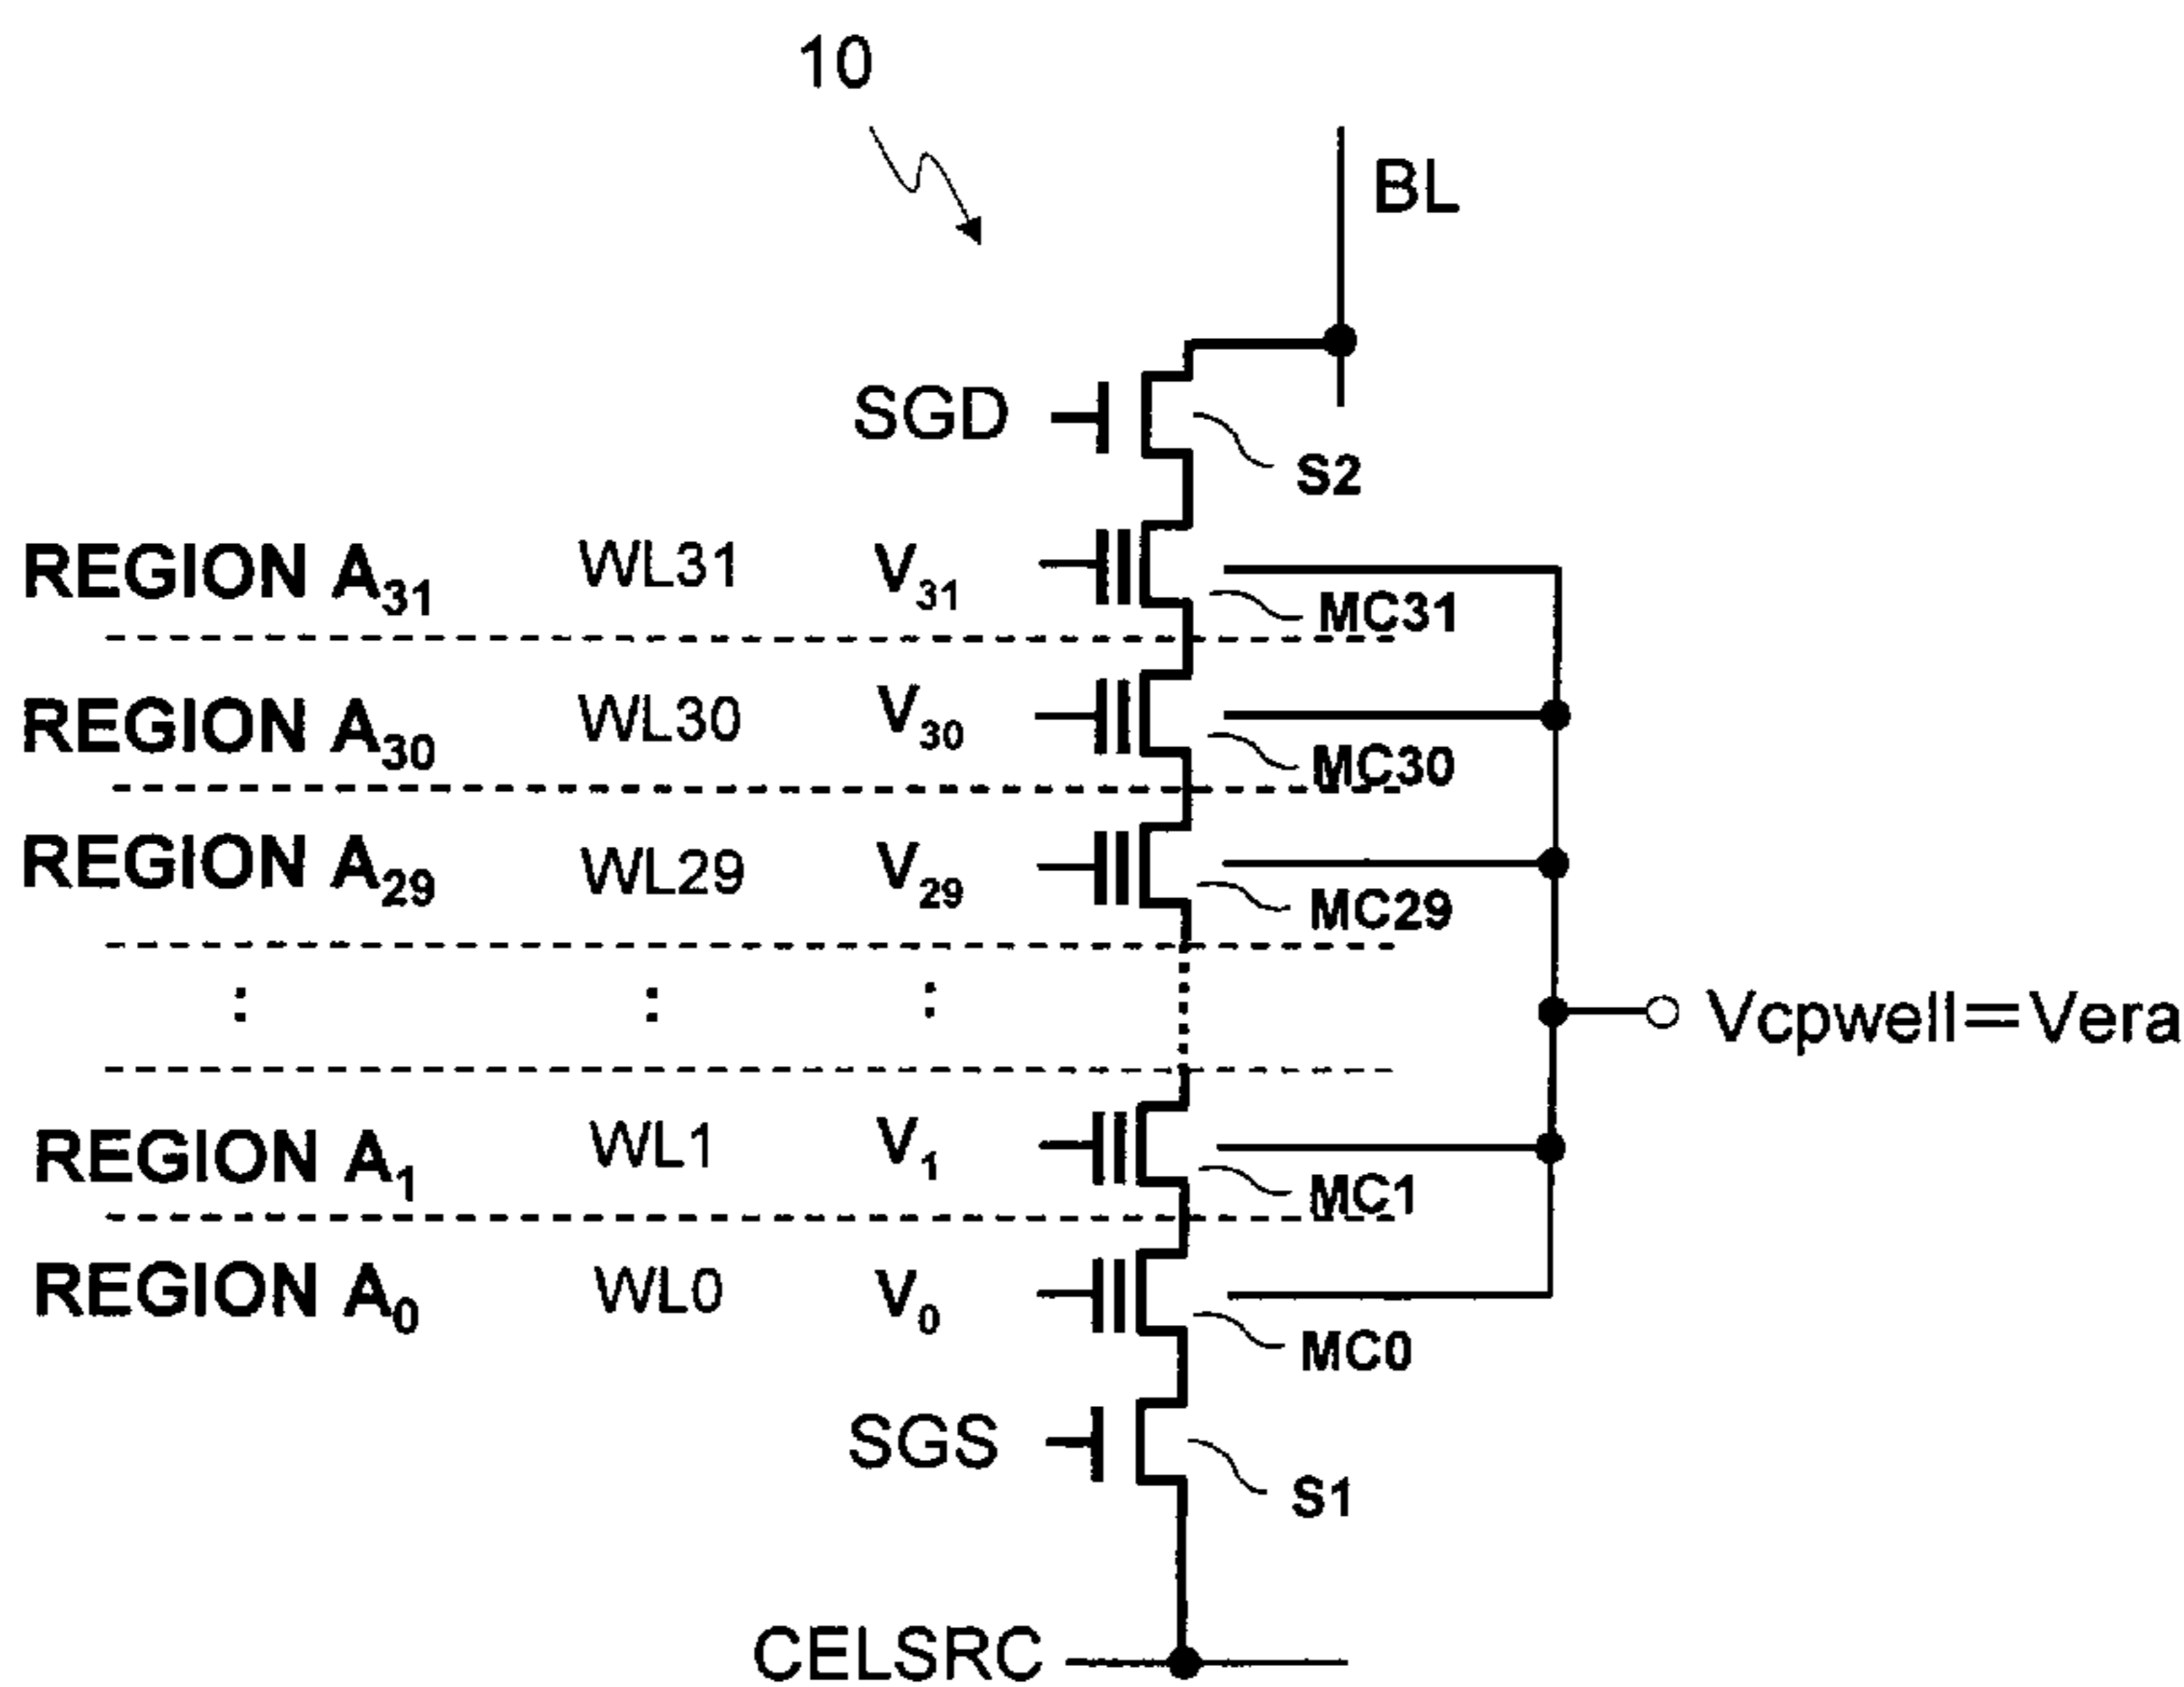 10
BL
SGD
S2
REGION A31 WL31 V31
MC31
REGION A30 WL30 V30
MC30
REGION A29 WL29 V29
MC29
: : :
Vcpwell=Vera
REGION A1 WL1 V1
MC1
REGION A0 WL0 V0
MC0
SGS
S1
CELSRC